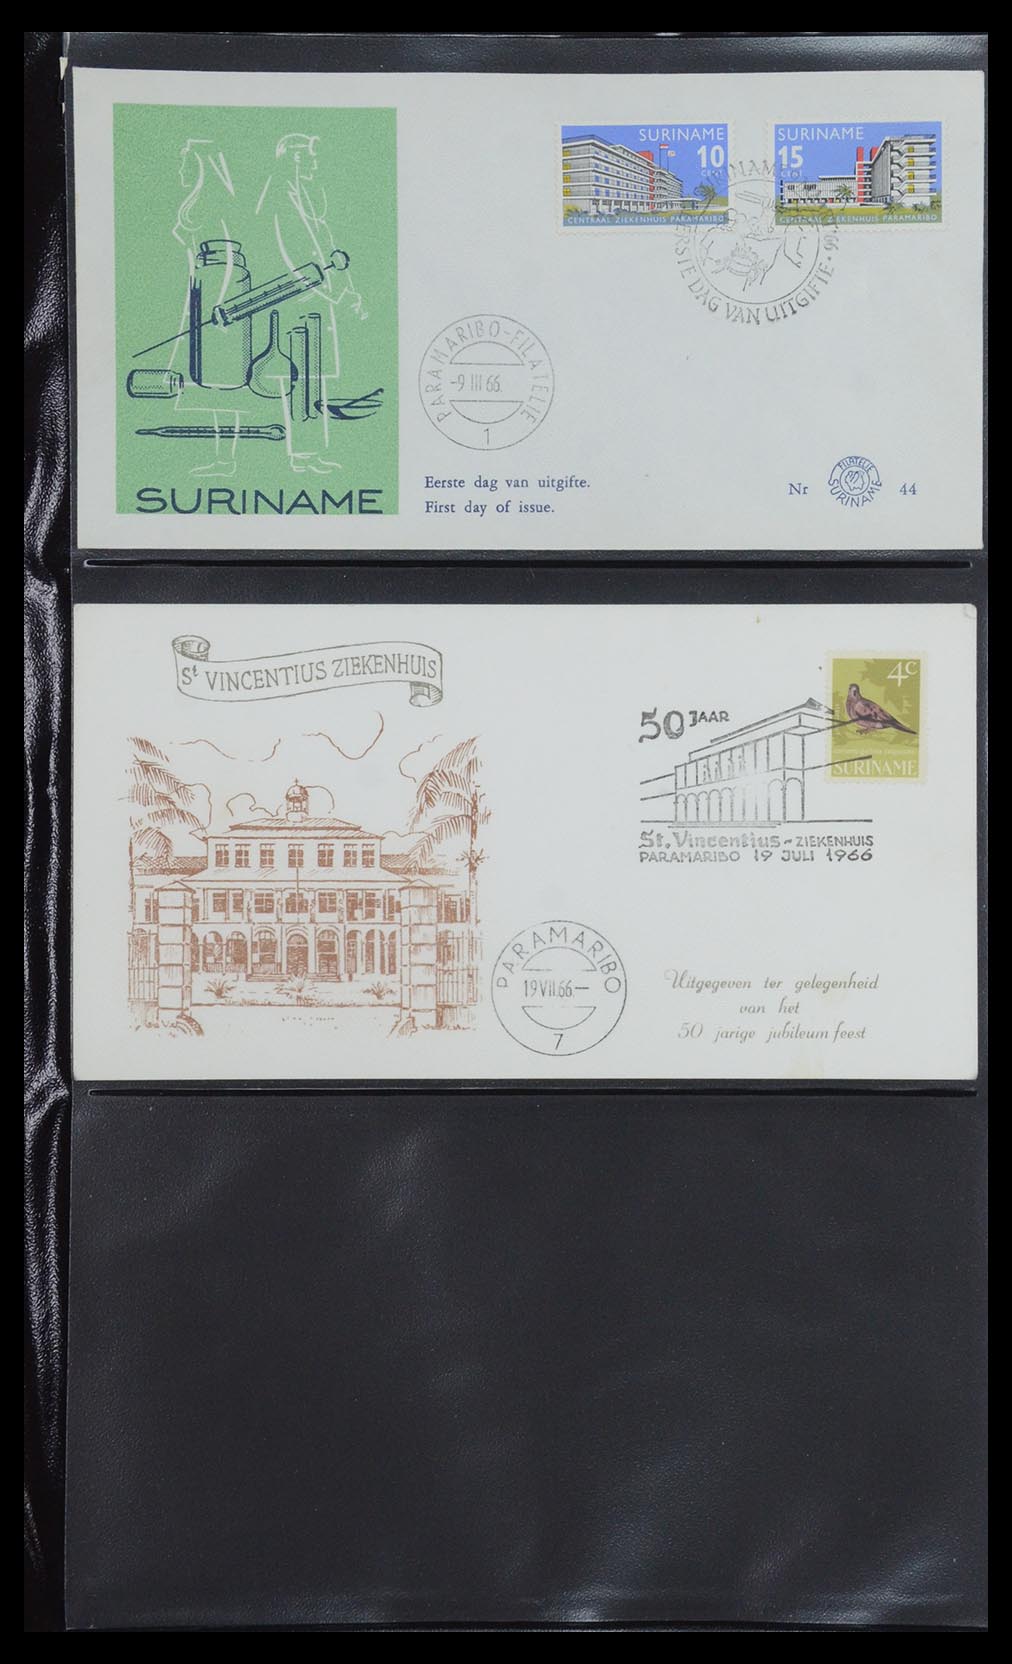 SURINAME
10
CENT
CENTRAAL ZIEKENHUIS PARAMARIBO
SURINAME
15
CENT
CENTRAAL ZIEKENHUIS PARAMARIBO
EERSTE DAG VAN UITGIFTE
PARAMARIBO-FILATELIE
-9 III 66.
1
SURINAME
Eerste dag van uitgifte.
First day of issue.
Nr
FILATELIE
SURINAME
44
St VINCENTIUS ZIEKENHUIS
4c
SURINAME
50 JAAR
St. Vincentius - ZIEKENHUIS
PARAMARIBO 19 JULI 1966
PARAMARIBO
19 VII.66.—
7
Uitgegeven ter gelegenheid
van het
50 jarige jubileum feest